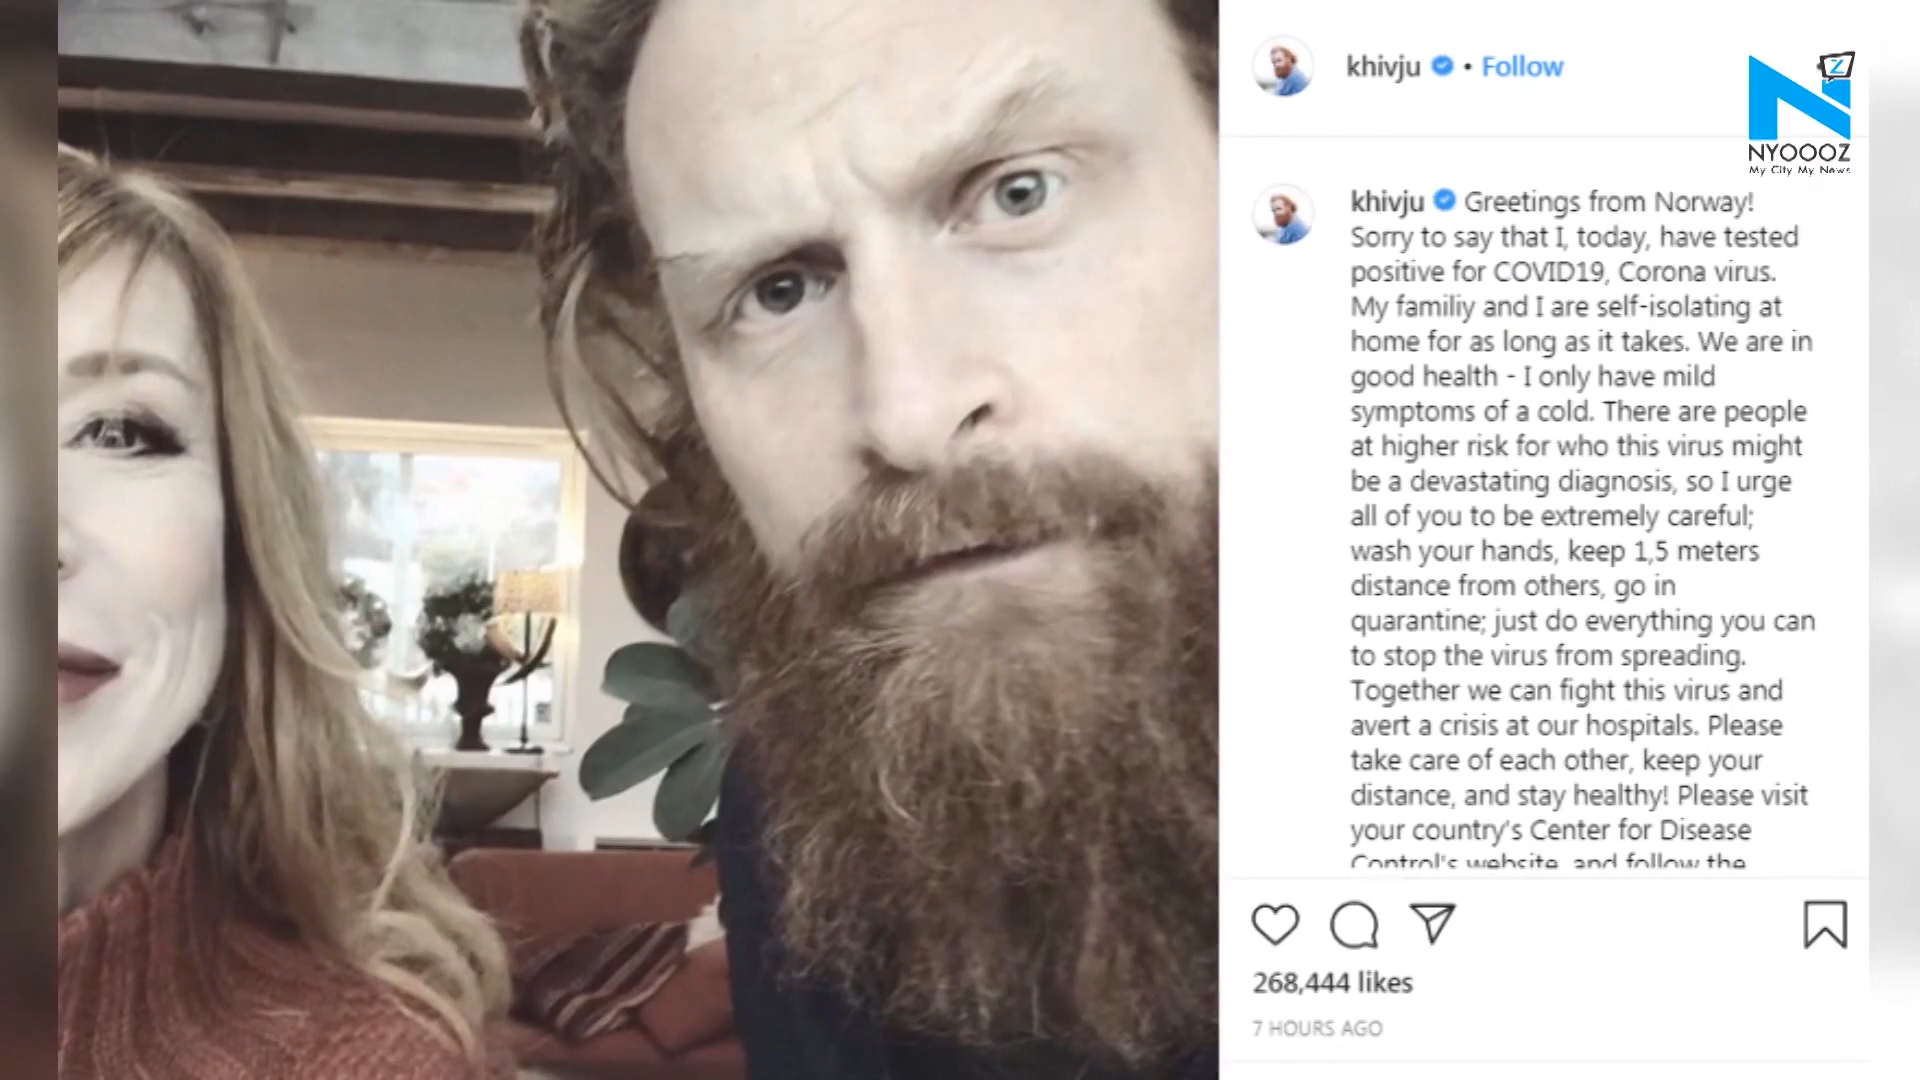 khivju • Follow
Z
NYOOOZ
My City My News
khivju Greetings from Norway!
Sorry to say that I, today, have tested
positive for COVID19, Corona virus.
My familiy and I are self-isolating at
home for as long as it takes. We are in
good health - I only have mild
symptoms of a cold. There are people
at higher risk for who this virus might
be a devastating diagnosis, so I urge
all of you to be extremely careful;
wash your hands, keep 1,5 meters
distance from others, go in
quarantine; just do everything you can
to stop the virus from spreading.
Together we can fight this virus and
avert a crisis at our hospitals. Please
take care of each other, keep your
distance, and stay healthy! Please visit
your country's Center for Disease
Control's website, and follow the
268,444 likes
7 HOURS AGO